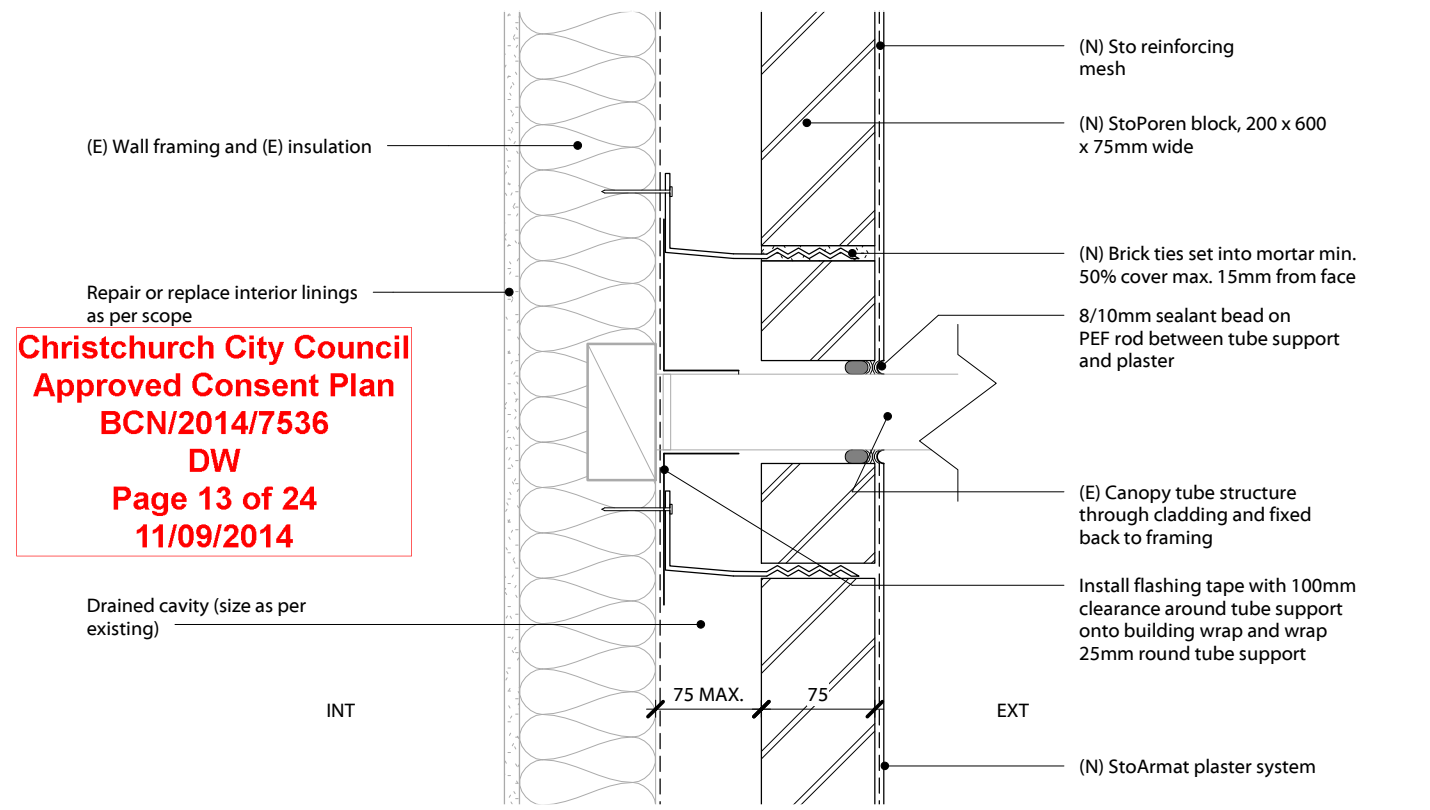 (E) Wall framing and (E) insulation
Repair or replace interior linings
as per scope
Christchurch City Council
Approved Consent Plan
BCN/2014/7536
DW
Page 13 of 24
11/09/2014
Drained cavity (size as per
existing)
INT
75 MAX.
75
EXT
(N) Sto reinforcing
mesh
(N) StoPoren block, 200 x 600
x 75mm wide
(N) Brick ties set into mortar min.
50% cover max. 15mm from face
8/10mm sealant bead on
PEF rod between tube support
and plaster
(E) Canopy tube structure
through cladding and fixed
back to framing
Install flashing tape with 100mm
clearance around tube support
onto building wrap and wrap
25mm round tube support
(N) StoArmat plaster system